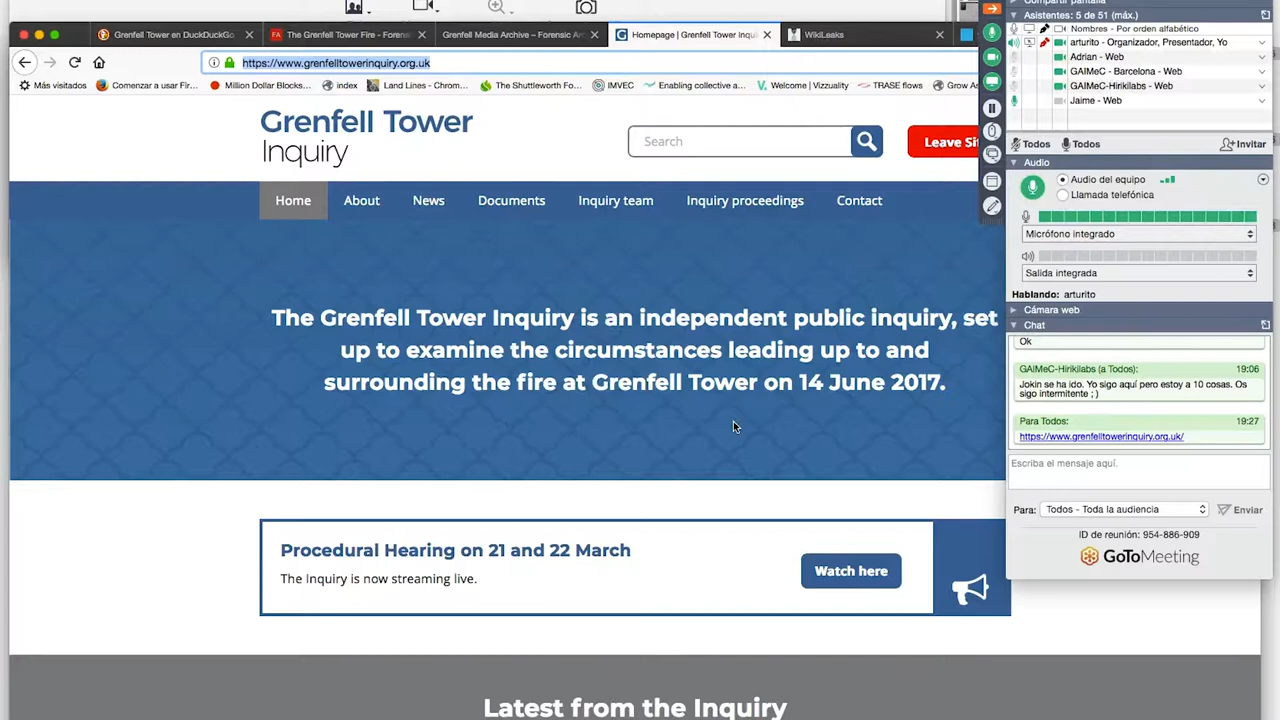 Compartir pantalla
Grenfell Tower en DuckDuckGo
The Grenfell Tower Fire - Forens
Grenfell Media Archive – Forensic Ar
Homepage | Grenfell Tower Inqui
WikiLeaks
https://www.grenfelltowerinquiry.org.uk
Más visitados
Comenzar a usar Fir...
Million Dollar Blocks...
index
Land Lines - Chrom...
The Shuttleworth Fo...
IMVEC
Enabling collective a...
Welcome | Vizzuality
TRASE flows
Grow As
Grenfell Tower
Inquiry
Search
Leave Sit
Home
About
News
Documents
Inquiry team
Inquiry proceedings
Contact
The Grenfell Tower Inquiry is an independent public inquiry, set
up to examine the circumstances leading up to and
surrounding the fire at Grenfell Tower on 14 June 2017.
Procedural Hearing on 21 and 22 March
The Inquiry is now streaming live.
Watch here
Latest from the Inquiry
Asistentes: 5 de 51 (máx.)
Nombres - Por orden alfabético
arturito - Organizador, Presentador, Yo
Adrian - Web
GAIMeC - Barcelona - Web
GAIMeC-Hirikilabs - Web
Jaime - Web
Todos
Todos
Invitar
Audio
Audio del equipo
Llamada telefónica
Micrófono integrado
Salida integrada
Hablando: arturito
Cámara web
Chat
Ok
GAIMeC-Hirikilabs (a Todos): 19:06
Jokin se ha ido. Yo sigo aquí pero estoy a 10 cosas. Os
sigo intermitente ; )
Para Todos: 19:27
https://www.grenfelltowerinquiry.org.uk/
Escriba el mensaje aquí.
Para: Todos - Toda la audiencia
Enviar
ID de reunión: 954-886-909
GoToMeeting